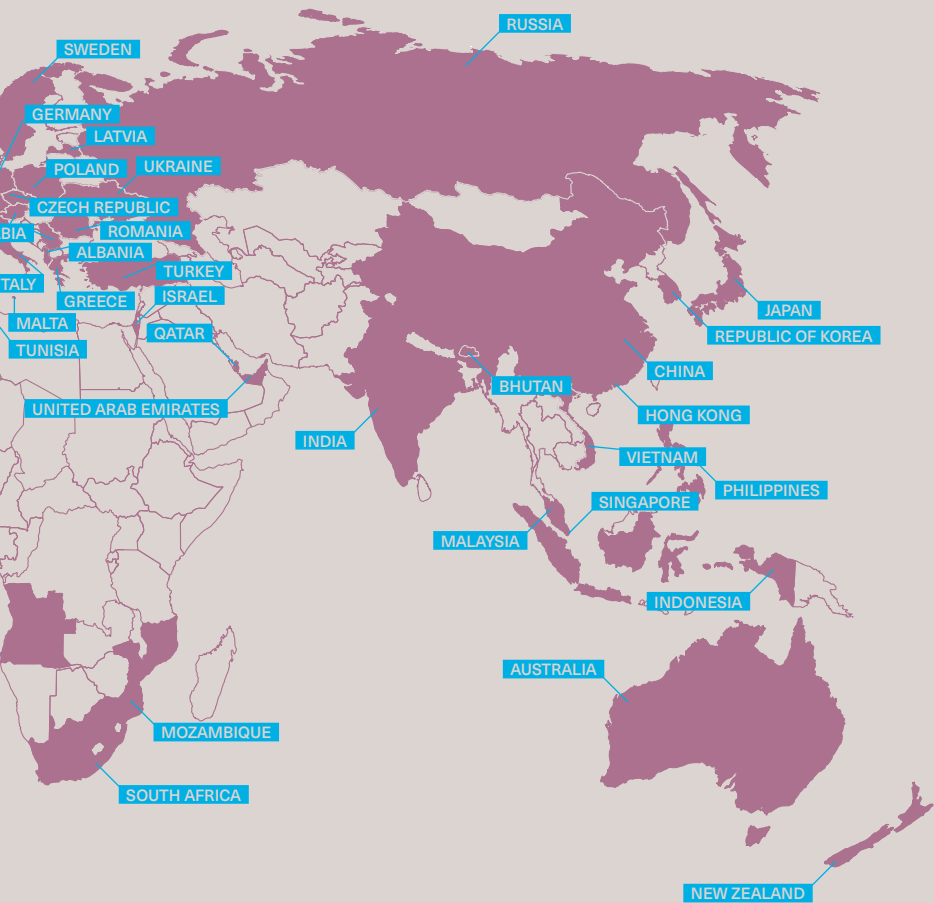 RUSSIA
SWEDEN
GERMANY
LATVIA
POLAND
UKRAINE
CZECH REPUBLIC
BIA
ROMANIA
ALBANIA
TURKEY
TALY
GREECE
ISRAEL
MALTA
QATAR
TUNISIA
JAPAN
REPUBLIC OF KOREA
CHINA
BHUTAN
UNITED ARAB EMIRATES
HONG KONG
INDIA
VIETNAM
PHILIPPINES
SINGAPORE
MALAYSIA
INDONESIA
AUSTRALIA
MOZAMBIQUE
SOUTH AFRICA
NEW ZEALAND